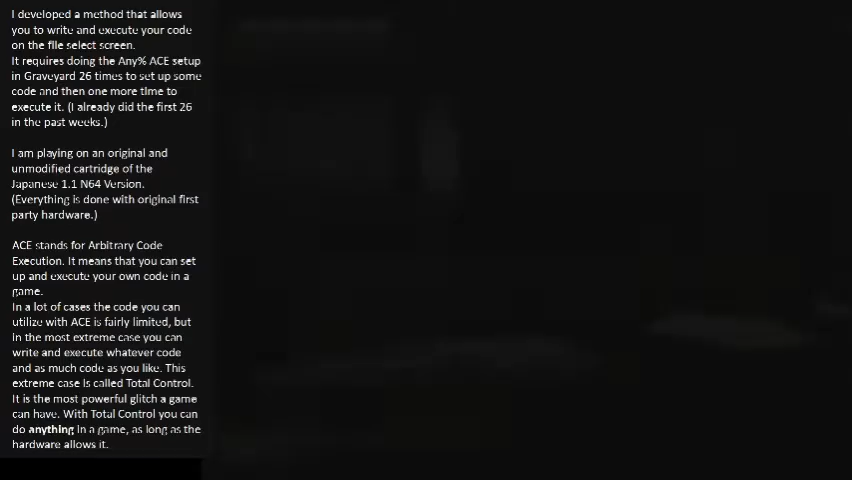 I developed a method that allows
you to write and execute your code
on the file select screen.
It requires doing the Any% ACE setup
in Graveyard 26 times to set up some
code and then one more time to
execute it. (I already did the first 26
in the past weeks.)
I am playing on an original and
unmodified cartridge of the
Japanese 1.1 N64 Version.
(Everything is done with original first
party hardware.)
ACE stands for Arbitrary Code
Execution. It means that you can set
up and execute your own code in a
game.
In a lot of cases the code you can
utilize with ACE is fairly limited, but
in the most extreme case you can
write and execute whatever code
and as much code as you like. This
extreme case is called Total Control.
It is the most powerful glitch a game
can have. With Total Control you can
do anything in a game, as long as the
hardware allows it.